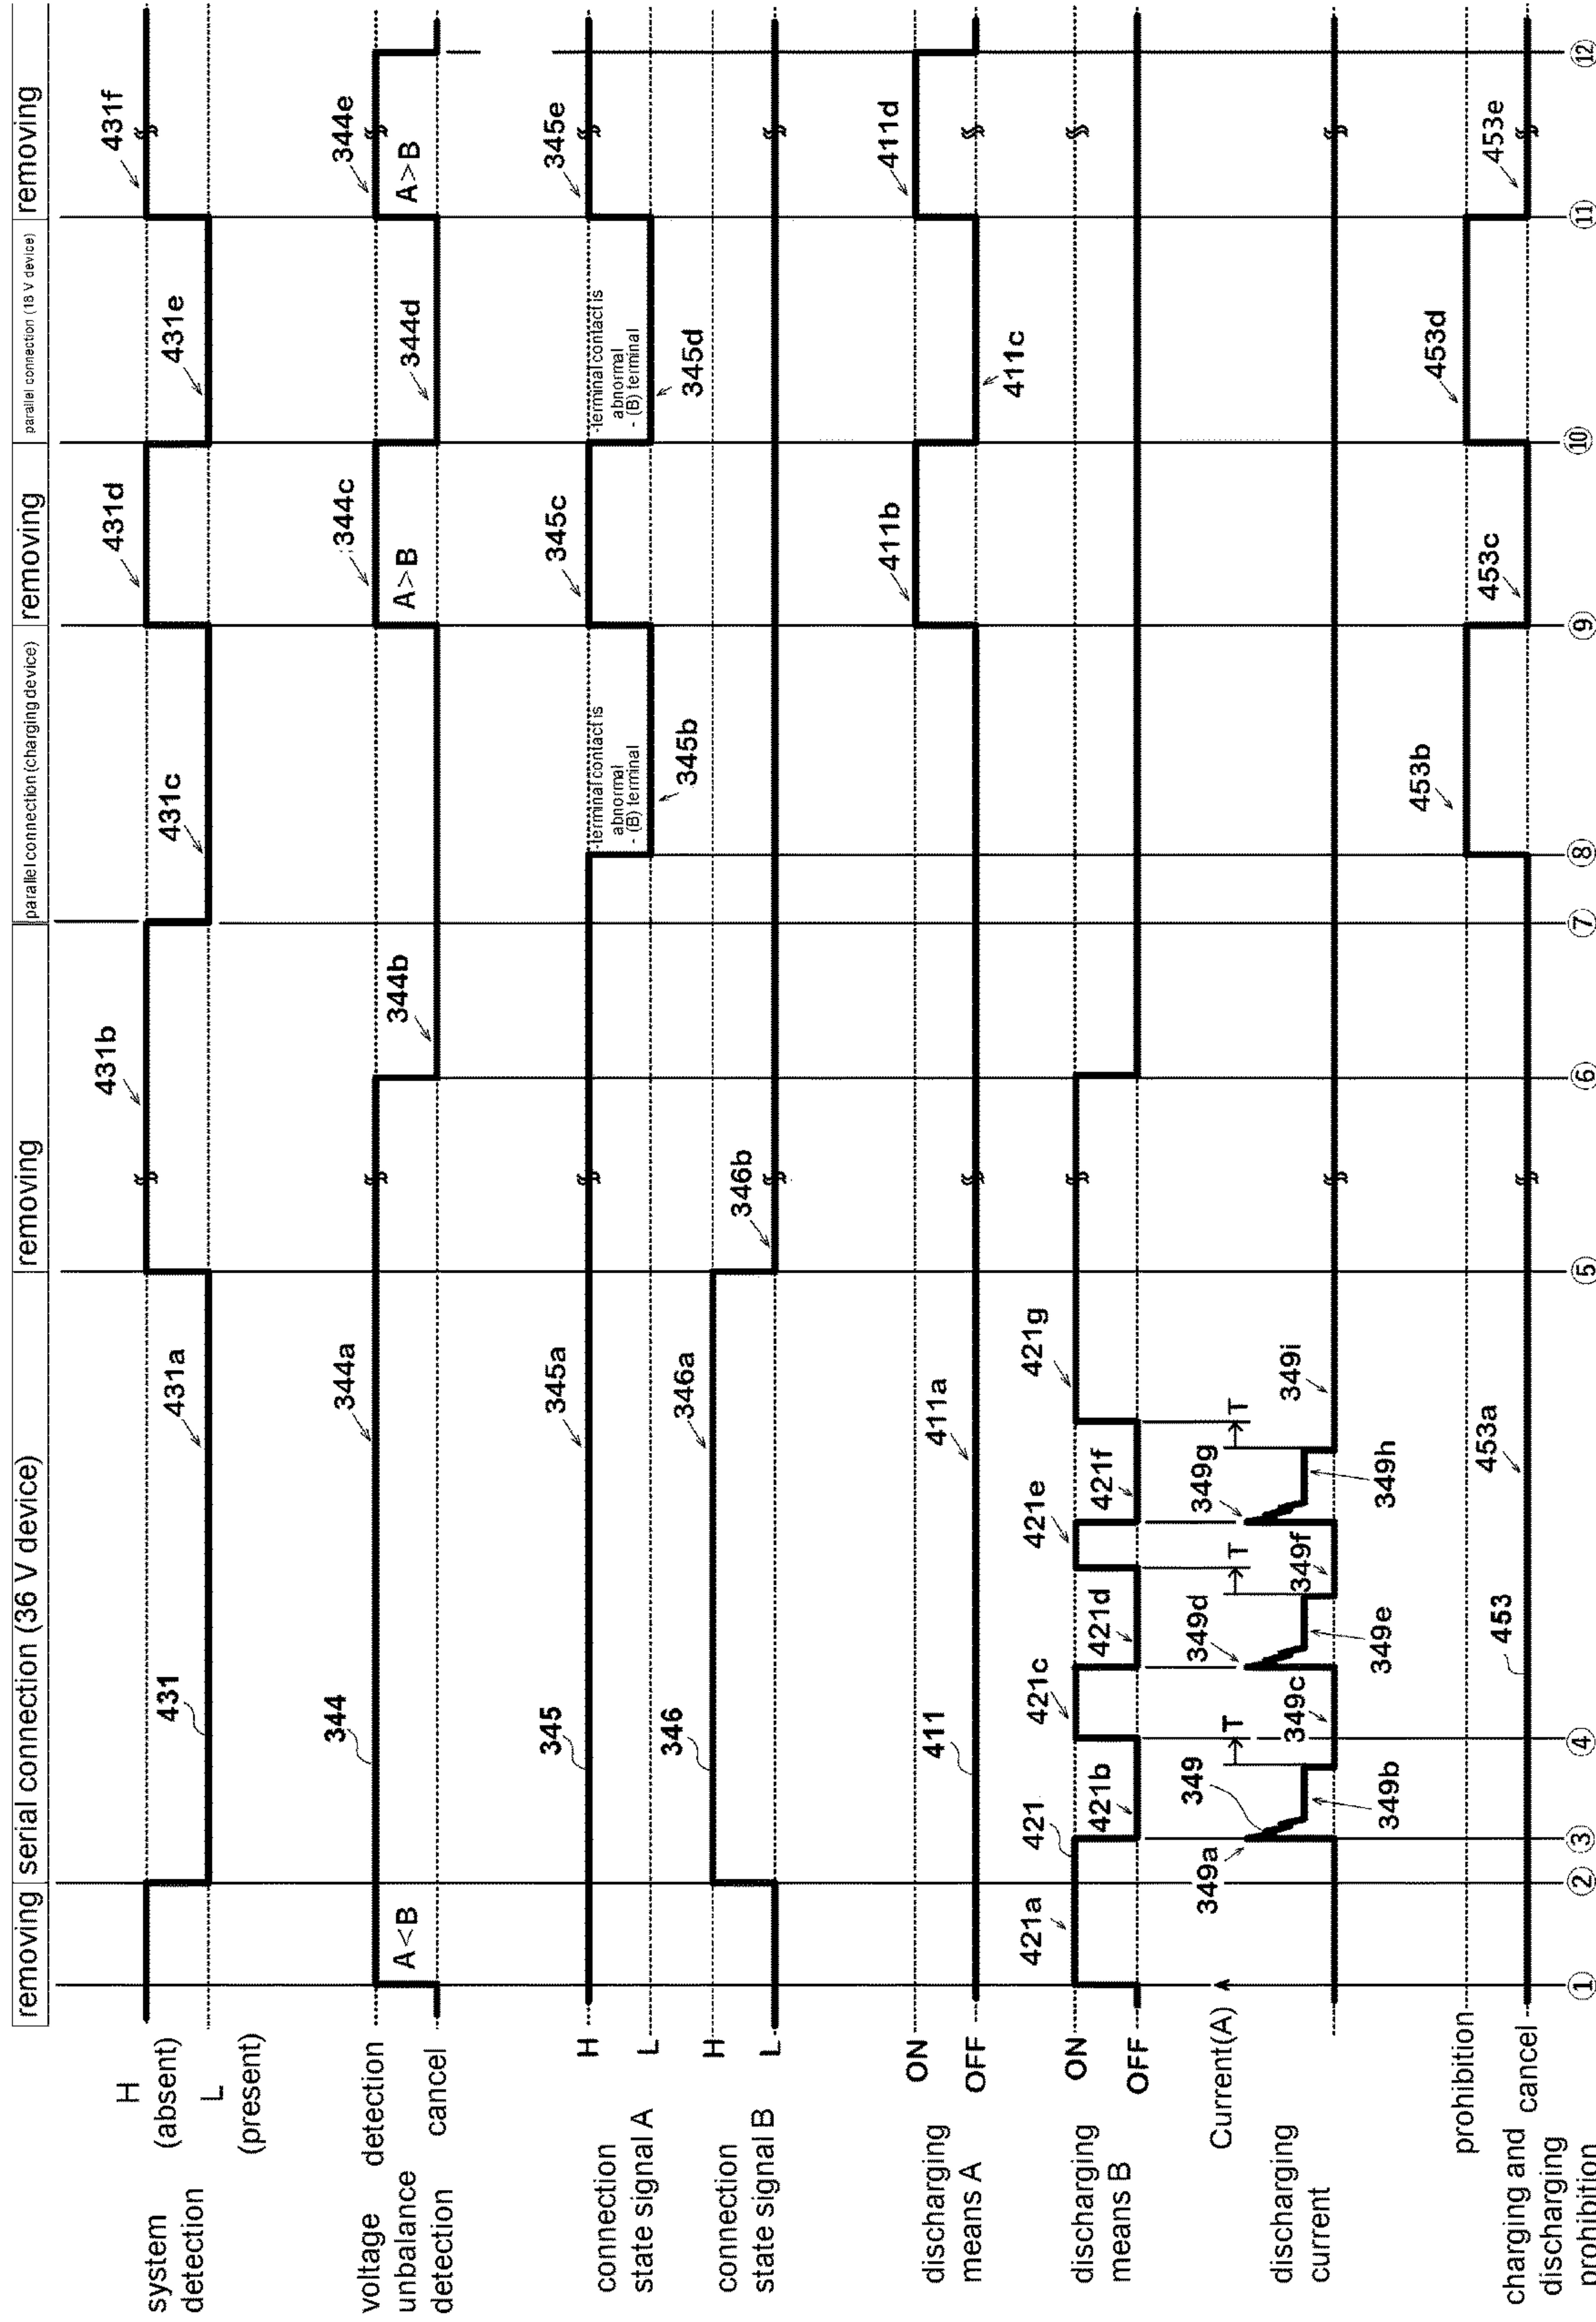 removing
serial connection (36 V device)
removing
parallel connection (charging device)
removing
parallel connection (18 V device)
removing
system
detection
H
(absent)
L
(present)
431
431a
431b
431c
431d
431e
431f
voltage
unbalance
detection
detection
cancel
A<B
344
344a
344b
344c
A>B
344d
344e
A>B
connection
state signal A
H
L
345
345a
-terminal contact is
abnormal
- (B) terminal
345b
345c
-terminal contact is
abnormal
- (B) terminal
345d
345e
connection
state signal B
H
L
346
346a
346b
discharging
means A
ON
OFF
411
411a
411b
411c
411d
discharging
means B
ON
OFF
421a
421
421b
421c
421d
421e
421f
421g
discharging
current
Current(A)
349a
349
349b
T
349c
349d
349e
T
349f
349g
349h
T
349i
charging and
discharging
prohibition
prohibition
cancel
453
453a
453b
453c
453d
453e
① ② ③ ④ ⑤ ⑥ ⑦ ⑧ ⑨ ⑩ ⑪ ⑫